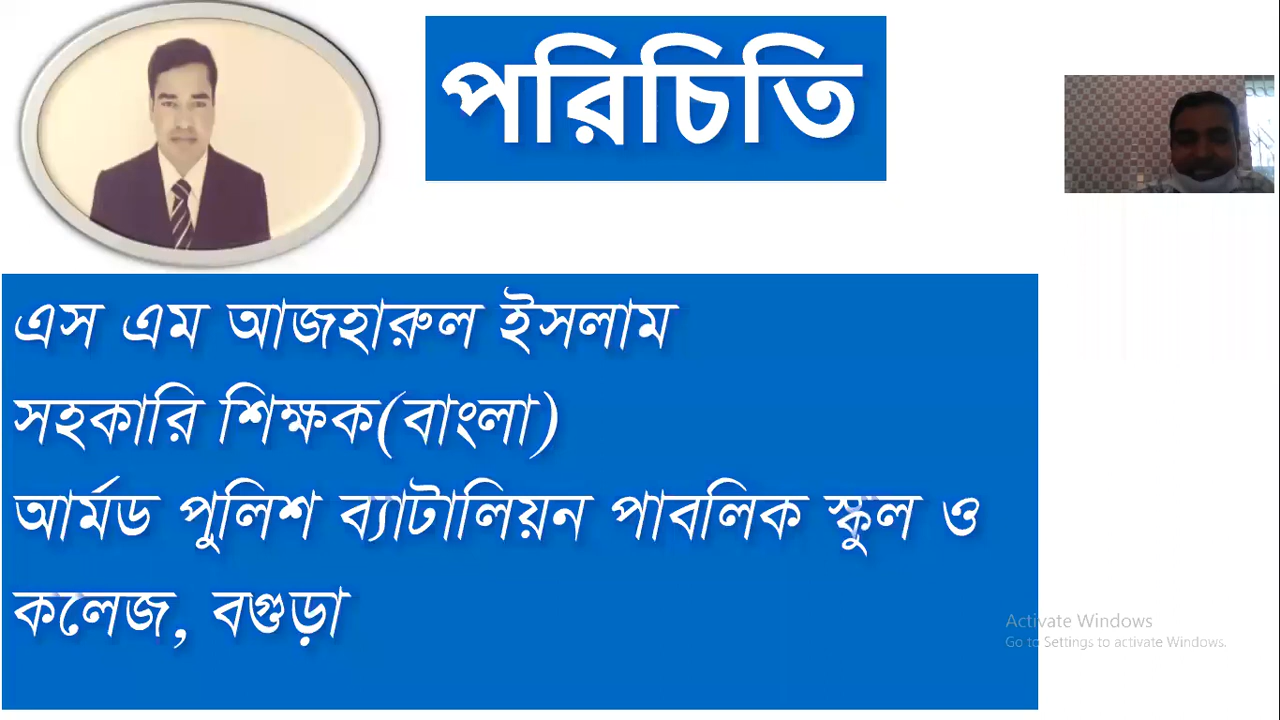 পরিচিতি
এস এম আজহারুল ইসলাম
সহকারি শিক্ষক(বাংলা)
আর্মড পুলিশ ব্যাটালিয়ন পাবলিক স্কুল ও
কলেজ, বগুড়া
Activate Windows
Go to Settings to activate Windows.